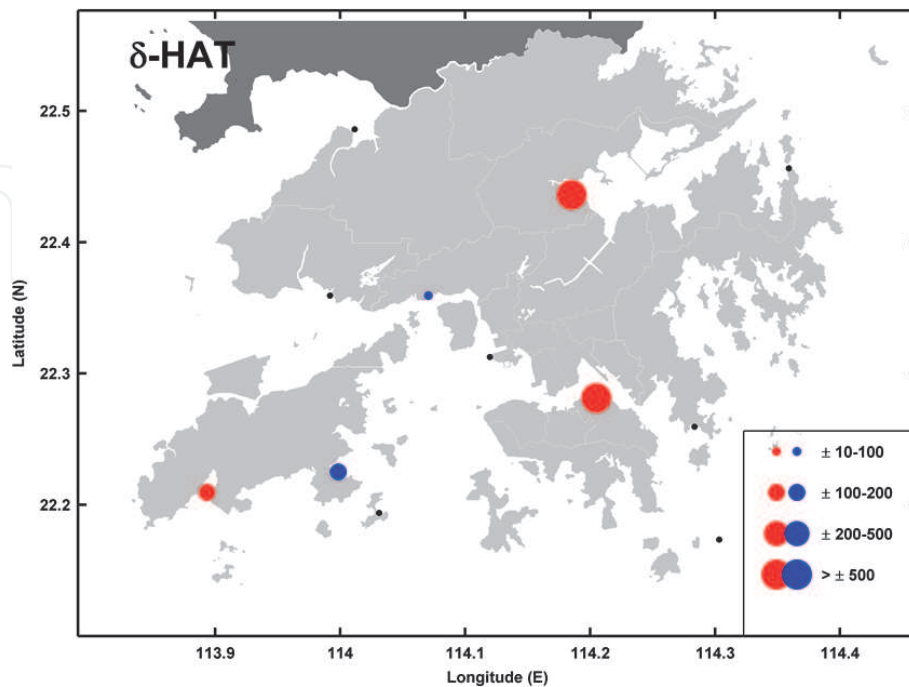 δ-HAT
22.5
22.4
22.3
22.2
Latitude (N)
± 10-100
± 100-200
± 200-500
> ± 500
113.9 114 114.1 114.2 114.3 114.4
Longitude (E)